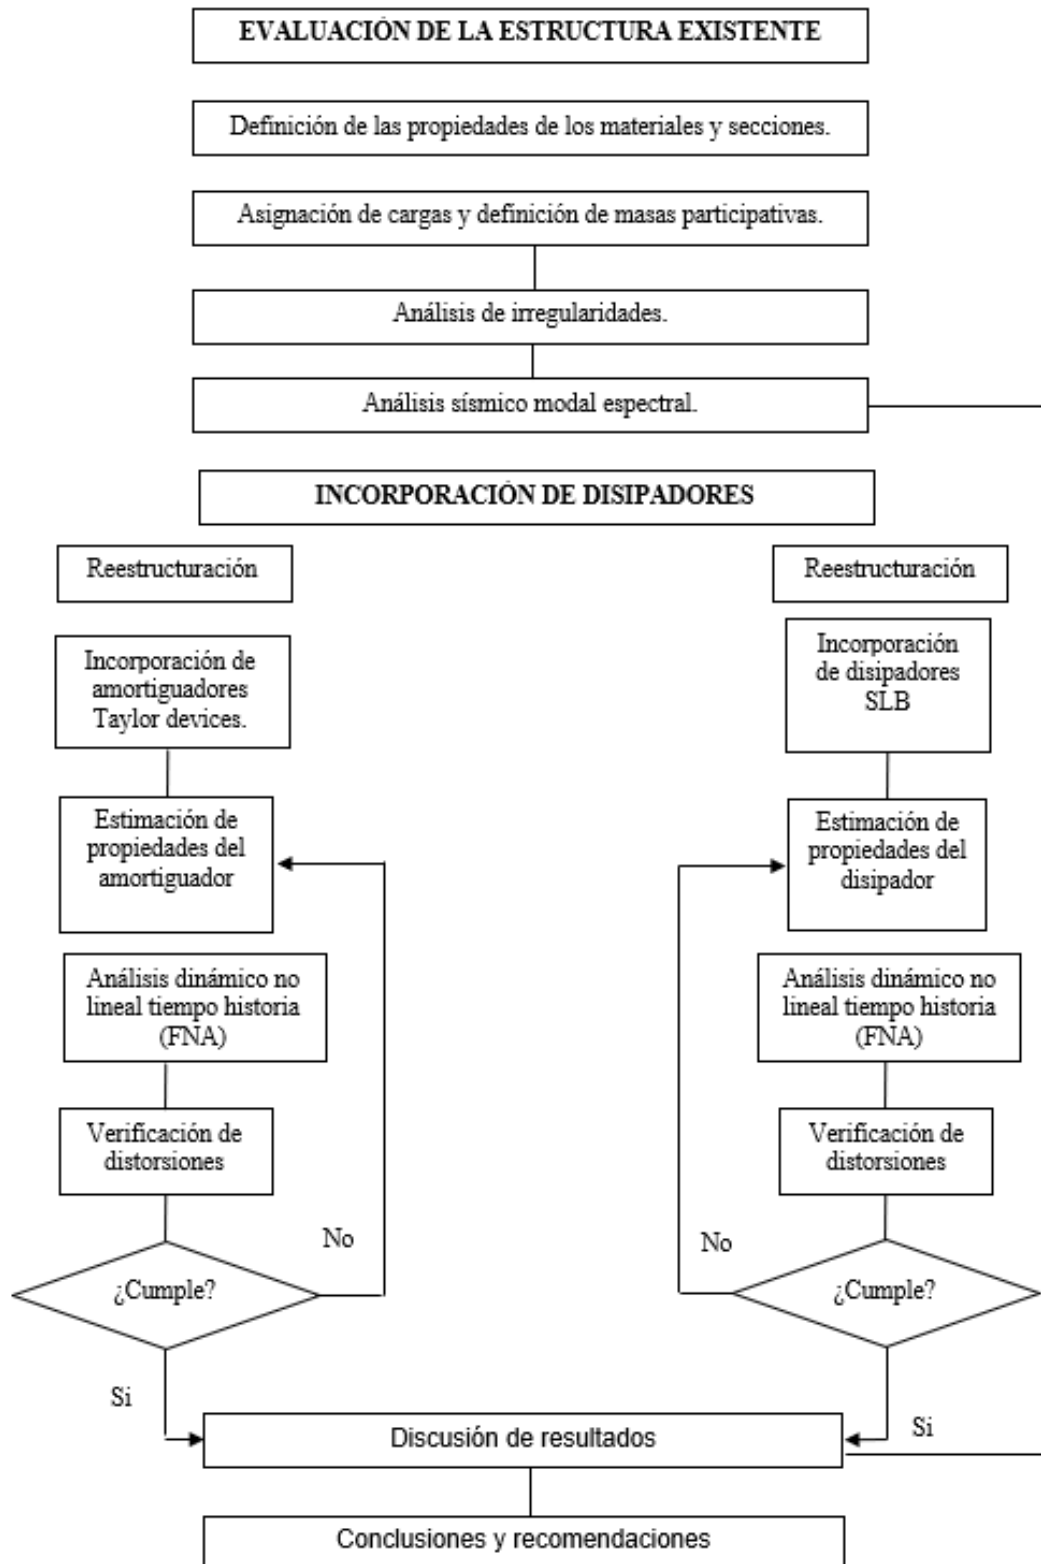 EVALUACIÓN DE LA ESTRUCTURA EXISTENTE
Definición de las propiedades de los materiales y secciones.
Asignación de cargas y definición de masas participativas.
Análisis de irregularidades.
Análisis sísmico modal espectral.
INCORPORACIÓN DE DISIPADORES
Reestructuración
Incorporación de
amortiguadores
Taylor devices.
Estimación de
propiedades del
amortiguador
Análisis dinámico no
lineal tiempo historia
(FNA)
Verificación de
distorsiones
No
¿Cumple?
Si
Reestructuración
Incorporación
de disipadores
SLB
Estimación de
propiedades del
disipador
Análisis dinámico no
lineal tiempo historia
(FNA)
Verificación de
distorsiones
No
¿Cumple?
Si
Discusión de resultados
Conclusiones y recomendaciones